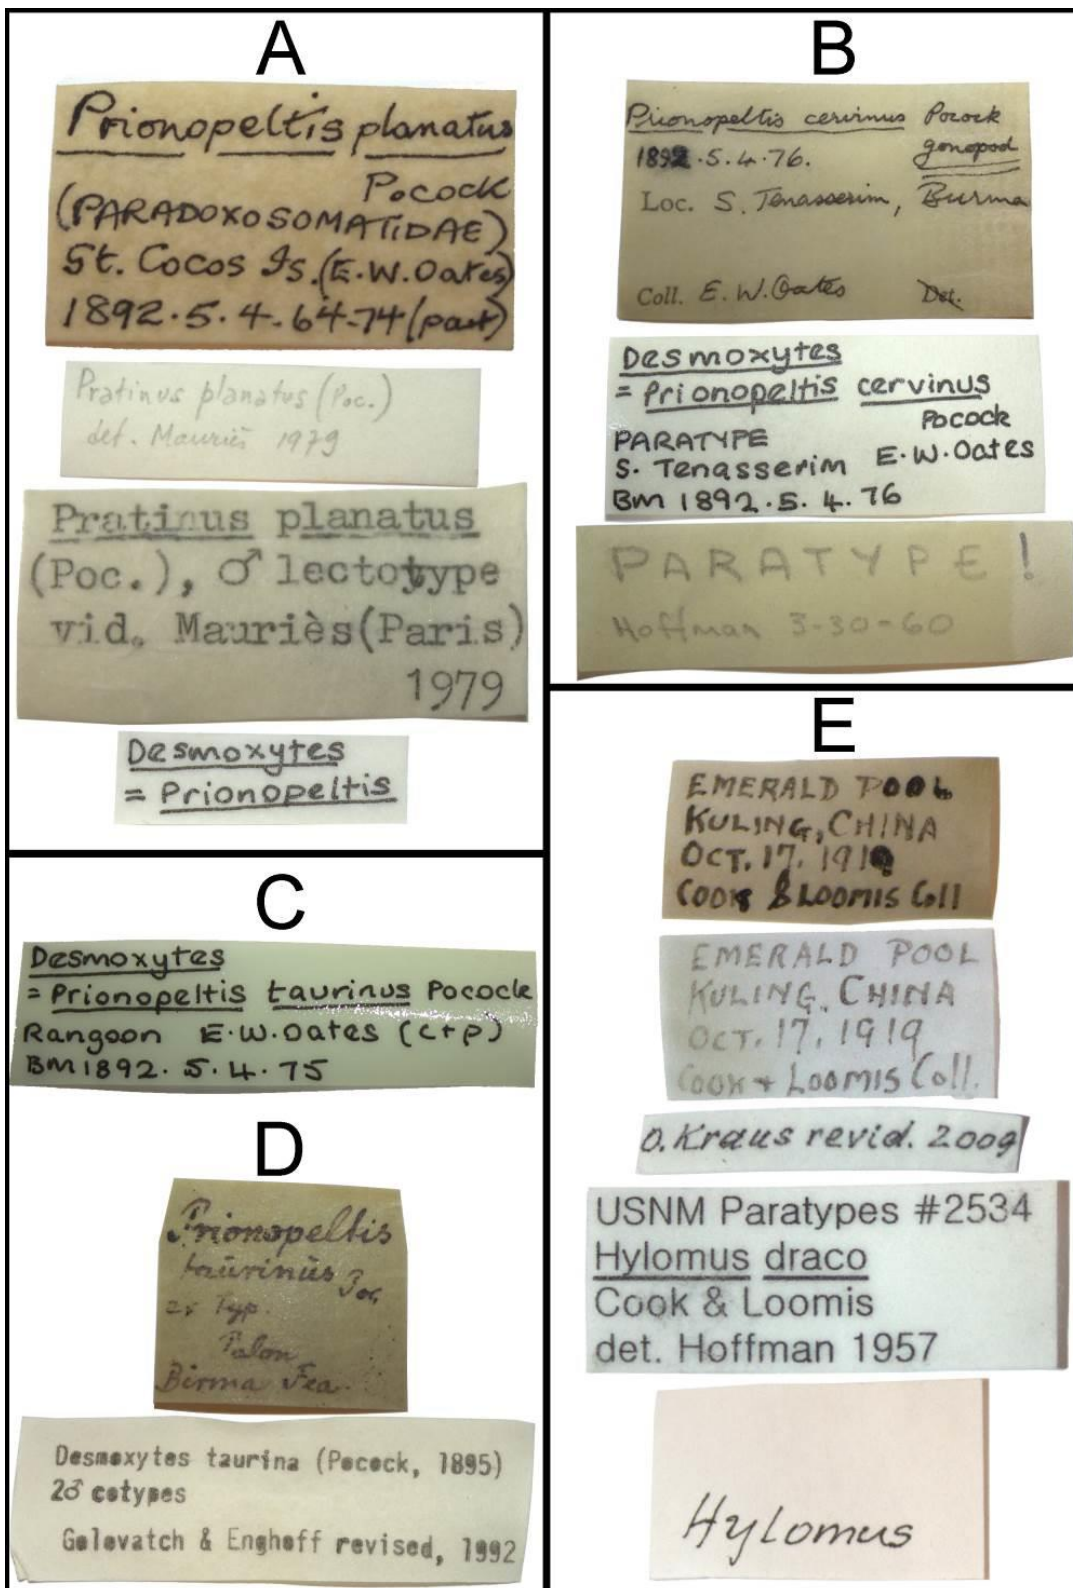 A
Prionopeltis planatus
Pocock
(PARADOXOSOMATIDAE)
St. Cocos Is. (E.W.Oates)
1892.5.4.64-74 (part)
Pratinus planatus (Poc.)
det. Mauriès 1979
Pratinus planatus
(Poc.), ♂ lectotype
vid. Mauriès (Paris)
1979
Desmoxytes
= Prionopeltis
B
Prionopeltis cervinus Pocock
1892.5.4.76. gonopod
Loc. S. Tenasserim, Burma
Coll. E.W.Oates Det.
Desmoxytes
= Prionopeltis cervinus
Pocock
PARATYPE
S. Tenasserim E.W.Oates
BM 1892.5.4.76
PARATYPE!
Hoffman 3-30-60
C
Desmoxytes
= Prionopeltis taurinus Pocock
Rangoon E.W.Oates (C+P)
BM 1892.5.4.75
D
Prionopeltis
taurinus Poc.
Typ.
Palon
Birma Fea.
Desmoxytes taurina (Pocock, 1895)
2♂ cotypes
Golovatch & Enghoff revised, 1992
E
EMERALD POOL
KULING, CHINA
OCT. 17. 1919
COOK & LOOMIS Coll
EMERALD POOL
KULING, CHINA
OCT. 17. 1919
COOK + LOOMIS Coll.
O. Kraus revid. 2009
USNM Paratypes #2534
Hylomus draco
Cook & Loomis
det. Hoffman 1957
Hylomus